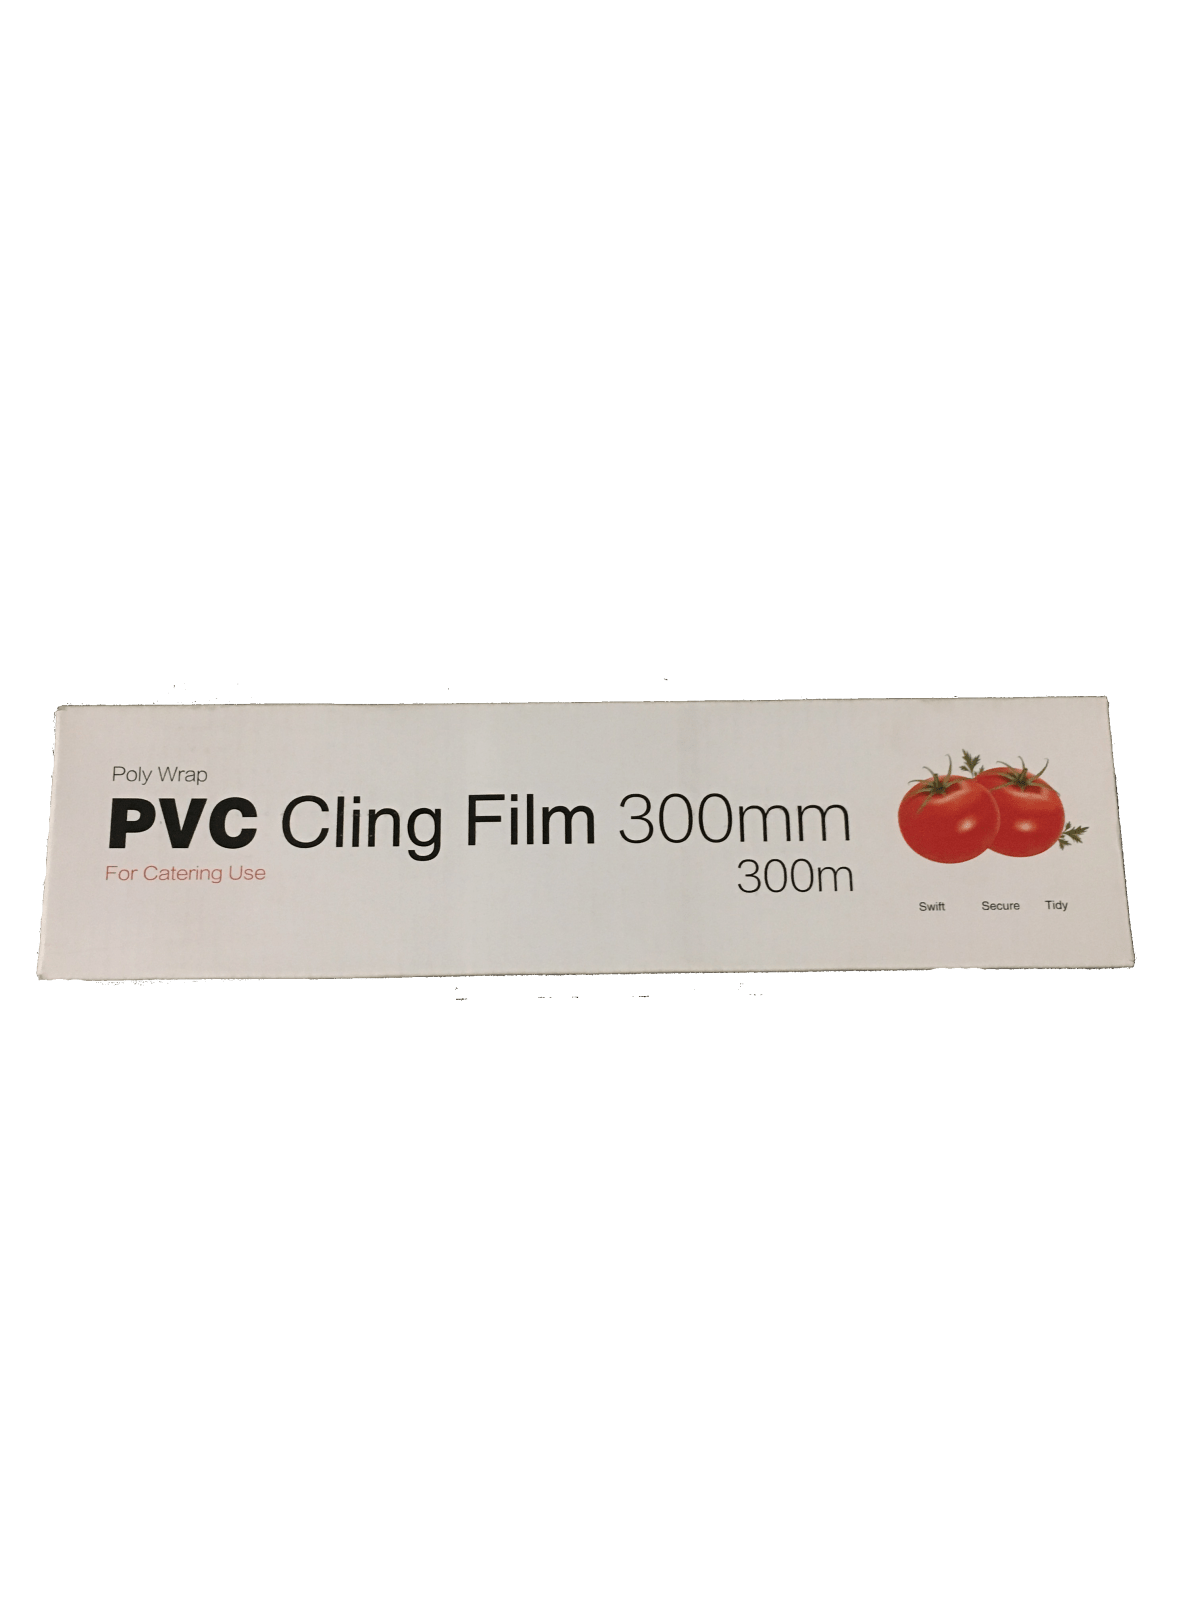 Poly Wrap
PVC Cling Film 300mm
300m
For Catering Use
Swift Secure Tidy